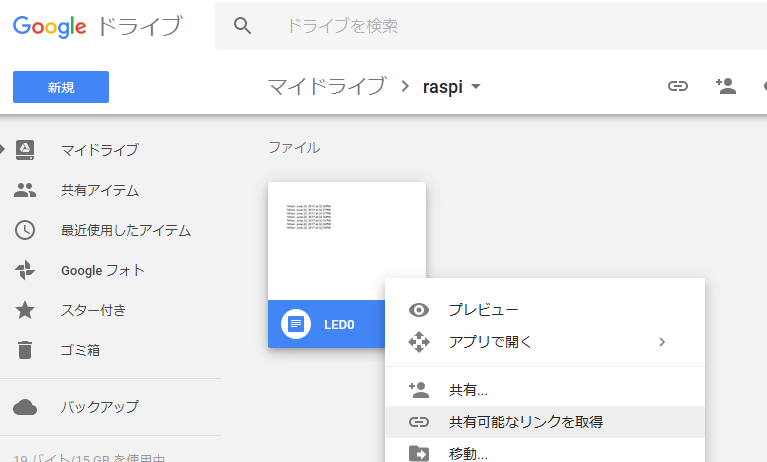 Google ドライブ
ドライブを検索
新規
マイドライブ > raspi
マイドライブ
共有アイテム
最近使用したアイテム
Google フォト
スター付き
ゴミ箱
バックアップ
19 バイト/15 GB を使用中
ファイル
LED0
プレビュー
アプリで開く
共有...
共有可能なリンクを取得
移動...